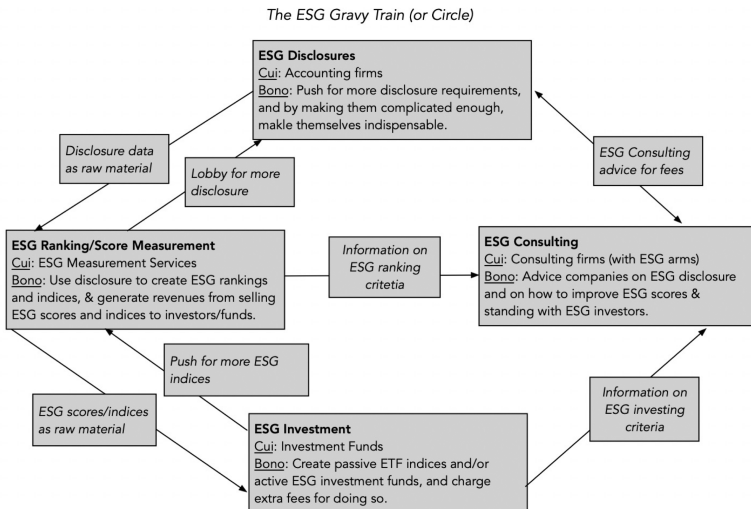 The ESG Gravy Train (or Circle)
ESG Disclosures
Cui: Accounting firms
Bono: Push for more disclosure requirements,
and by making them complicated enough,
makle themselves indispensable.
Disclosure data
as raw material
Lobby for more
disclosure
ESG Consulting
advice for fees
ESG Ranking/Score Measurement
Cui: ESG Measurement Services
Bono: Use disclosure to create ESG rankings
and indices, & generate revenues from selling
ESG scores and indices to investors/funds.
Information on
ESG ranking
critetia
ESG Consulting
Cui: Consulting firms (with ESG arms)
Bono: Advice companies on ESG disclosure
and on how to improve ESG scores &
standing with ESG investors.
Push for more ESG
indices
ESG scores/indices
as raw material
Information on
ESG investing
criteria
ESG Investment
Cui: Investment Funds
Bono: Create passive ETF indices and/or
active ESG investment funds, and charge
extra fees for doing so.